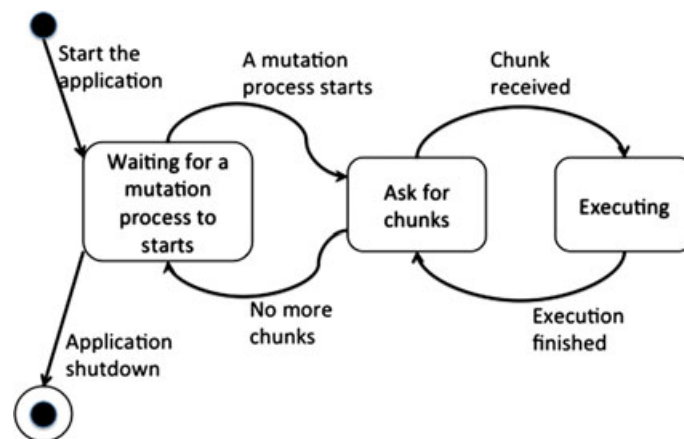 Start the
application
A mutation
process starts
Chunk
received
Waiting for a
mutation
process to
starts
Ask for
chunks
Executing
No more
chunks
Execution
finished
Application
shutdown